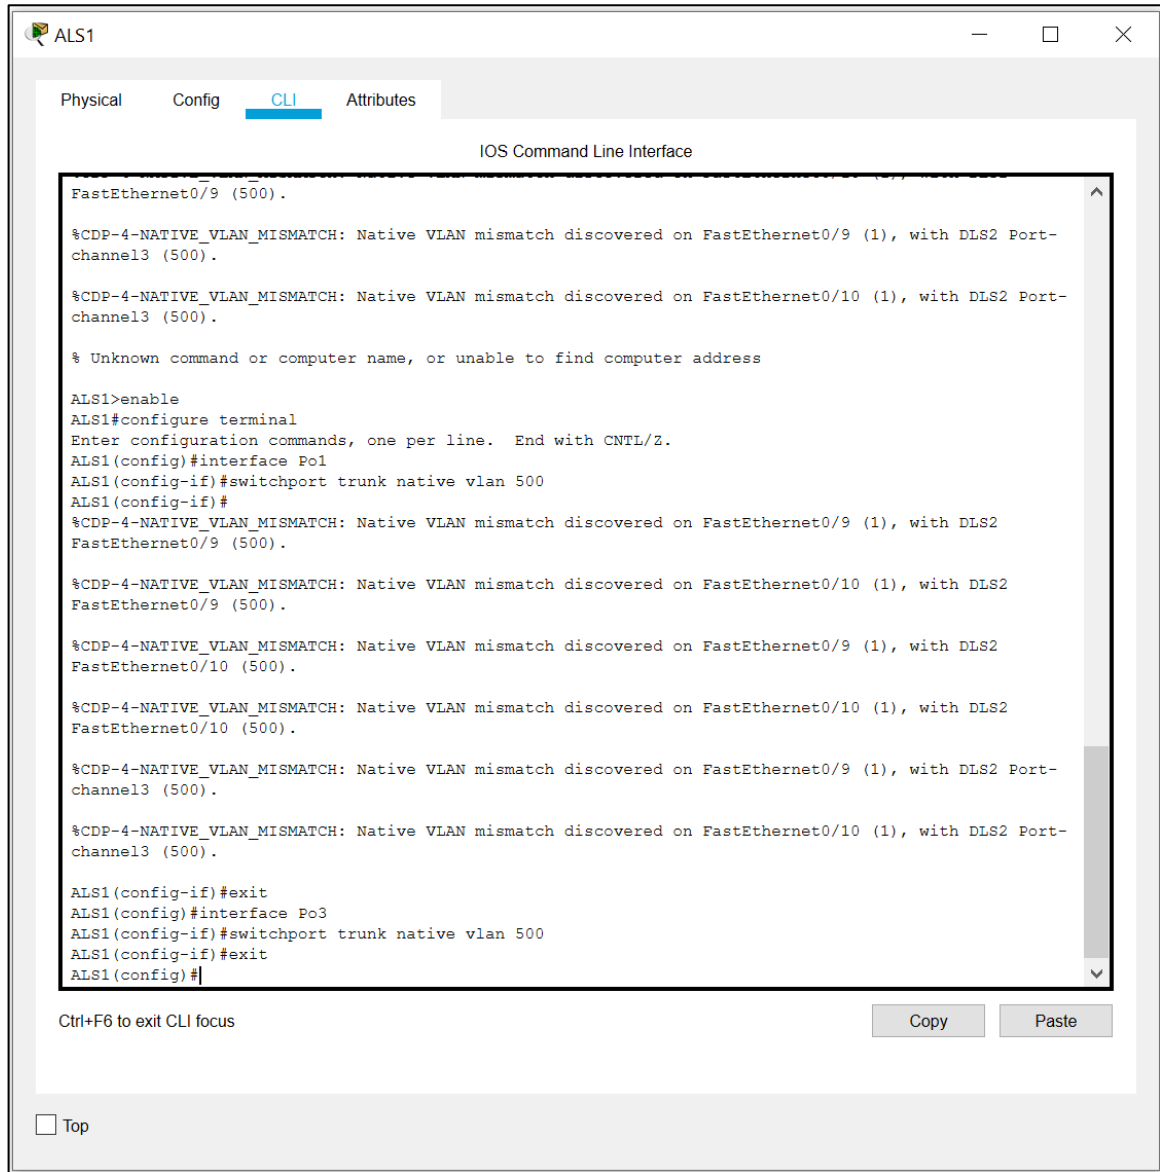 ALS1
Physical
Config
CLI
Attributes
IOS Command Line Interface
FastEthernet0/9 (500).
%CDP-4-NATIVE_VLAN_MISMATCH: Native VLAN mismatch discovered on FastEthernet0/9 (1), with DLS2 Port-
channel3 (500).
%CDP-4-NATIVE_VLAN_MISMATCH: Native VLAN mismatch discovered on FastEthernet0/10 (1), with DLS2 Port-
channel3 (500).
% Unknown command or computer name, or unable to find computer address
ALS1>enable
ALS1#configure terminal
Enter configuration commands, one per line.  End with CNTL/Z.
ALS1(config)#interface Po1
ALS1(config-if)#switchport trunk native vlan 500
ALS1(config-if)#
%CDP-4-NATIVE_VLAN_MISMATCH: Native VLAN mismatch discovered on FastEthernet0/9 (1), with DLS2
FastEthernet0/9 (500).
%CDP-4-NATIVE_VLAN_MISMATCH: Native VLAN mismatch discovered on FastEthernet0/10 (1), with DLS2
FastEthernet0/9 (500).
%CDP-4-NATIVE_VLAN_MISMATCH: Native VLAN mismatch discovered on FastEthernet0/9 (1), with DLS2
FastEthernet0/10 (500).
%CDP-4-NATIVE_VLAN_MISMATCH: Native VLAN mismatch discovered on FastEthernet0/10 (1), with DLS2
FastEthernet0/10 (500).
%CDP-4-NATIVE_VLAN_MISMATCH: Native VLAN mismatch discovered on FastEthernet0/9 (1), with DLS2 Port-
channel3 (500).
%CDP-4-NATIVE_VLAN_MISMATCH: Native VLAN mismatch discovered on FastEthernet0/10 (1), with DLS2 Port-
channel3 (500).
ALS1(config-if)#exit
ALS1(config)#interface Po3
ALS1(config-if)#switchport trunk native vlan 500
ALS1(config-if)#exit
ALS1(config)#
Ctrl+F6 to exit CLI focus
Copy
Paste
Top